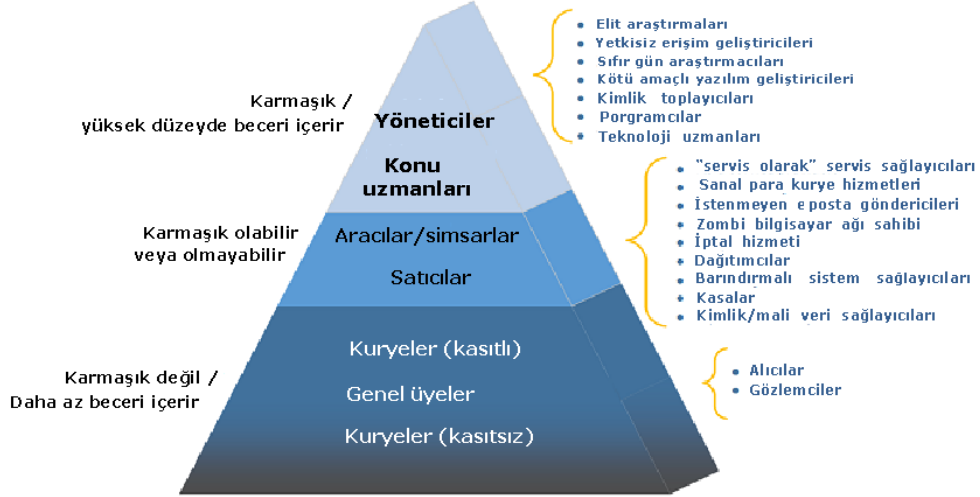 Karmaşık /
yüksek düzeyde beceri içerir
Karmaşık olabilir
veya olmayabilir
Karmaşık değil /
Daha az beceri içerir
Yöneticiler
Konu
uzmanları
Aracılar/simsarlar
Satıcılar
Kuryeler (kasıtlı)
Genel üyeler
Kuryeler (kasıtsız)
• Elit araştırmaları
• Yetkisiz erişim geliştiricileri
• Sıfır gün araştırmacıları
• Kötü amaçlı yazılım geliştiricileri
• Kimlik toplayıcıları
• Porgramcılar
• Teknoloji uzmanları
• "servis olarak" servis sağlayıcıları
• Sanal para kurye hizmetleri
• İstenmeyen eposta göndericileri
• Zombi bilgisayar ağı sahibi
• İptal hizmeti
• Dağıtımcılar
• Barındırmalı sistem sağlayıcıları
• Kasalar
• Kimlik/mali veri sağlayıcıları
• Alıcılar
• Gözlemciler